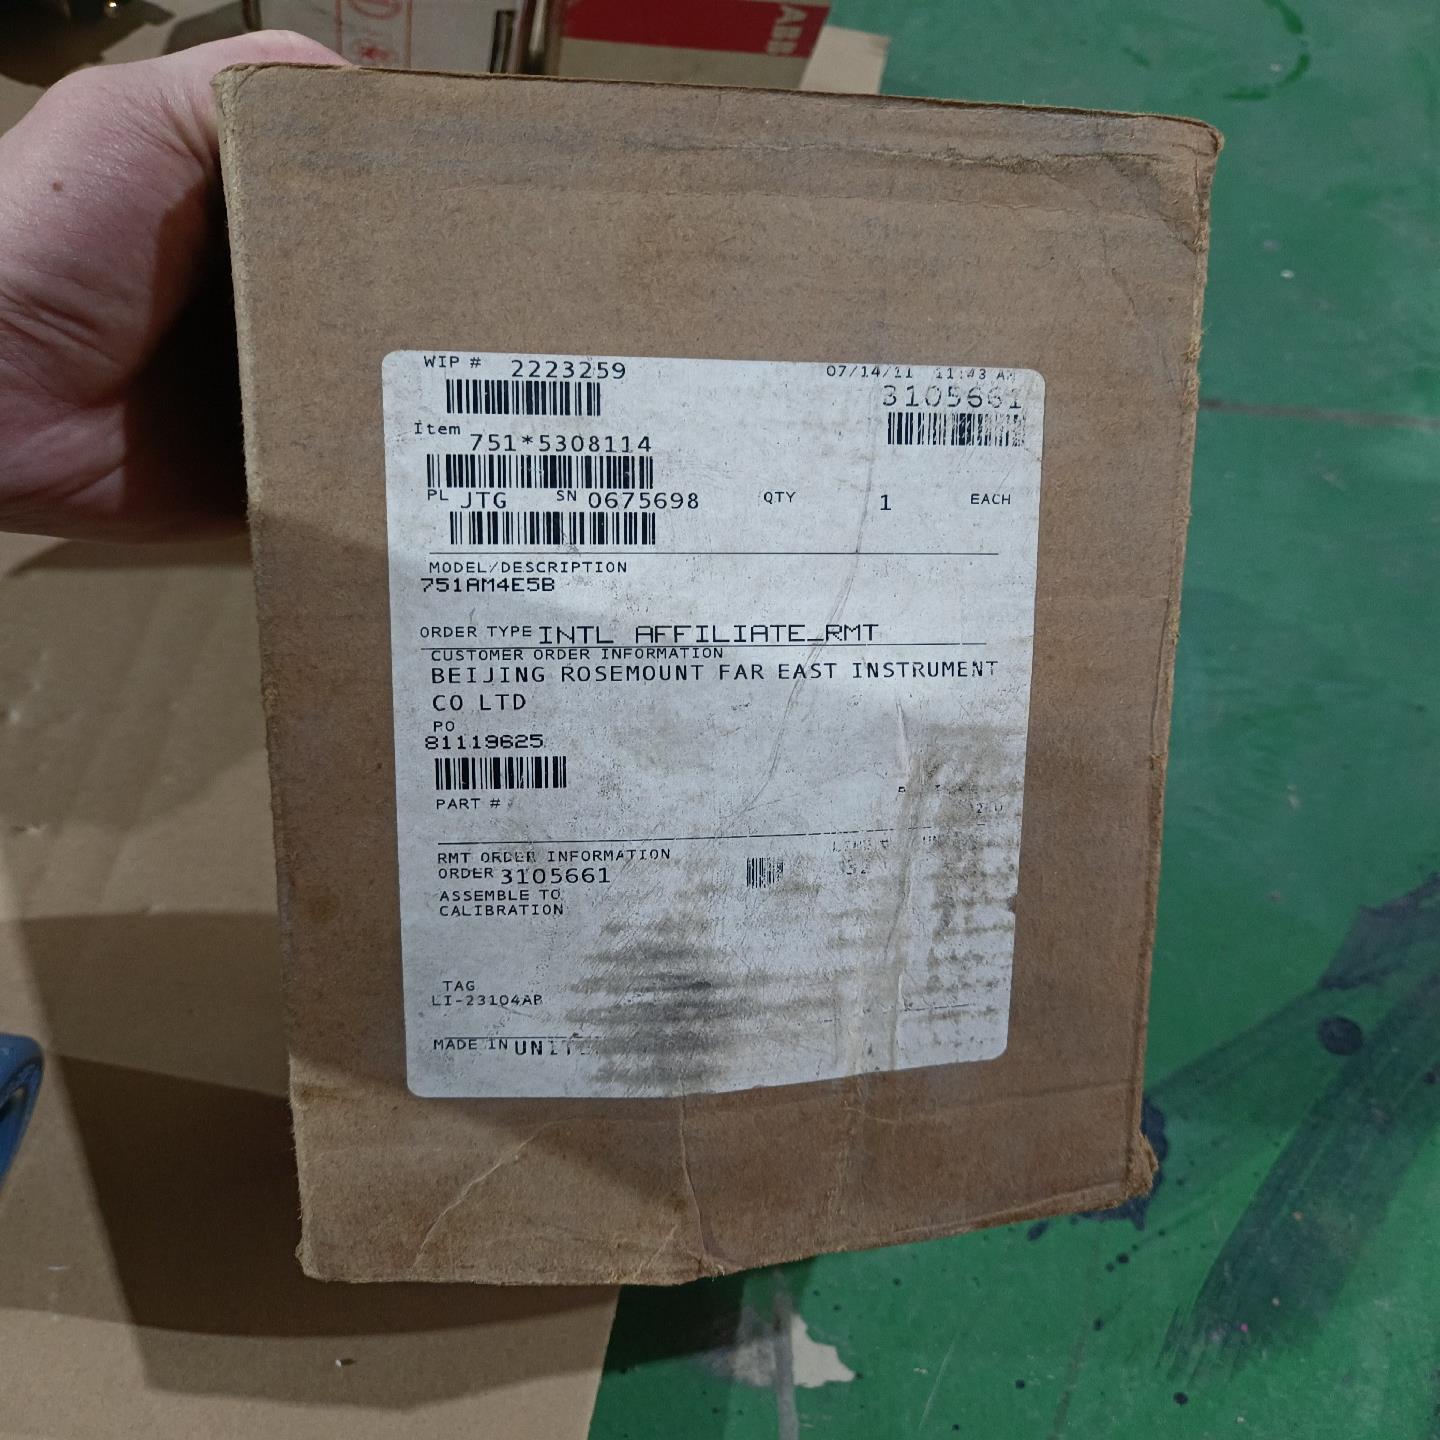 ABB
WIP # 2223259
07/14/11 11:43 AM
3105661
Item 751*5308114
PL JTG SN 0675698 QTY 1 EACH
MODEL/DESCRIPTION
751AM4E5B
ORDER TYPE INTL AFFILIATE_RMT
CUSTOMER ORDER INFORMATION
BEIJING ROSEMOUNT FAR EAST INSTRUMENT
CO LTD
PO
81119625
PART #
RMT ORDER INFORMATION
ORDER 3105661
ASSEMBLE TO
CALIBRATION
TAG
LI-23104AB
MADE IN